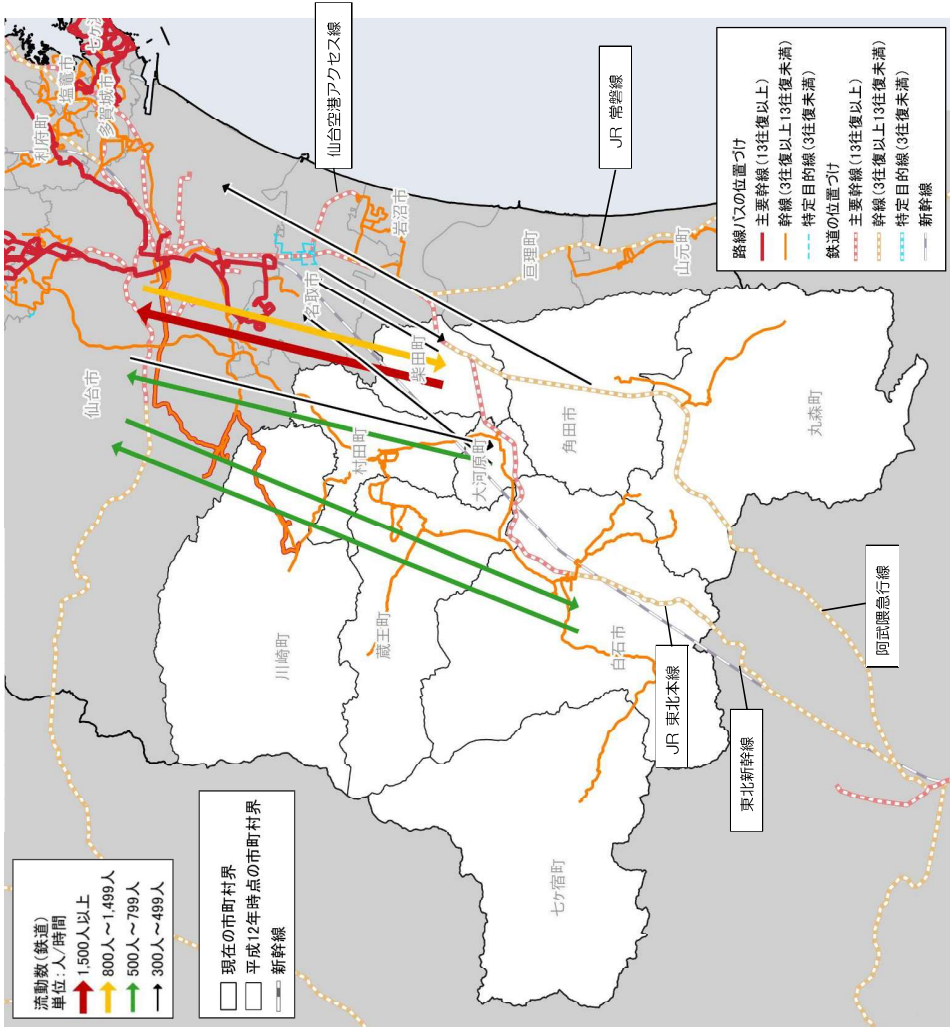 流動数(鉄道)
単位:人/時間
1,500人以上
800人～1,499人
500人～799人
300人～499人
現在の市町村界
平成12年時点の市町村界
新幹線
路線バスの位置づけ
主要幹線(13往復以上)
幹線(3往復以上13往復未満)
特定目的線(3往復未満)
鉄道の位置づけ
主要幹線(13往復以上)
幹線(3往復以上13往復未満)
特定目的線(3往復未満)
新幹線
利府町
塩竈市
多賀城市
七ケ
仙台空港アクセス線
JR 常磐線
仙台市
名取市
岩沼市
亘理町
山元町
柴田町
村田町
大河原町
角田市
丸森町
川崎町
蔵王町
白石市
七ヶ宿町
JR 東北本線
東北新幹線
阿武隈急行線